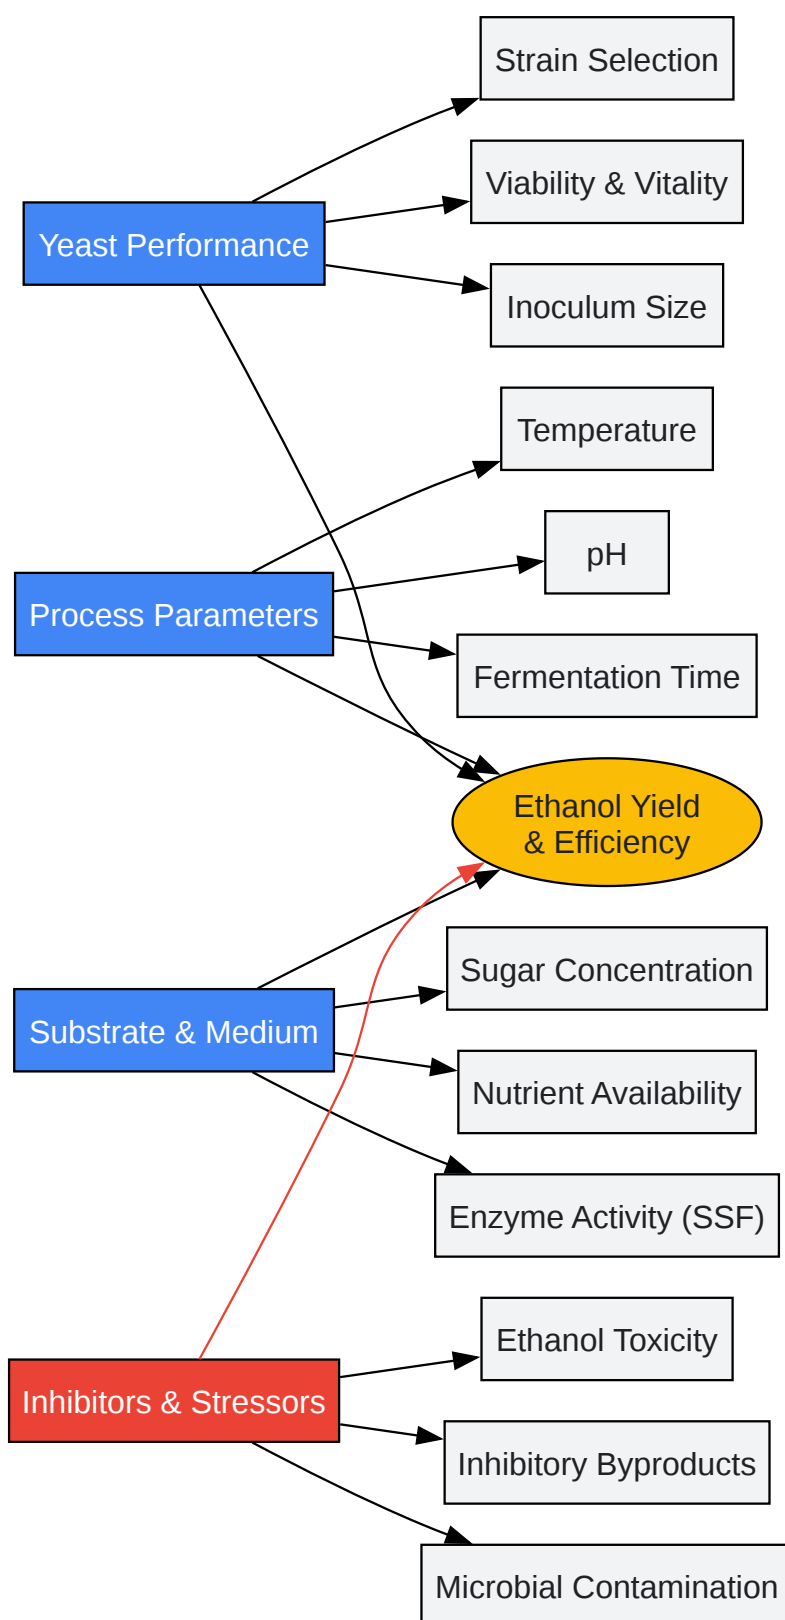 Strain Selection
Viability & Vitality
Yeast Performance
Inoculum Size
Temperature
pH
Process Parameters
Fermentation Time
Ethanol Yield
& Efficiency
Sugar Concentration
Substrate & Medium
Nutrient Availability
Enzyme Activity (SSF)
Ethanol Toxicity
Inhibitors & Stressors
Inhibitory Byproducts
Microbial Contamination